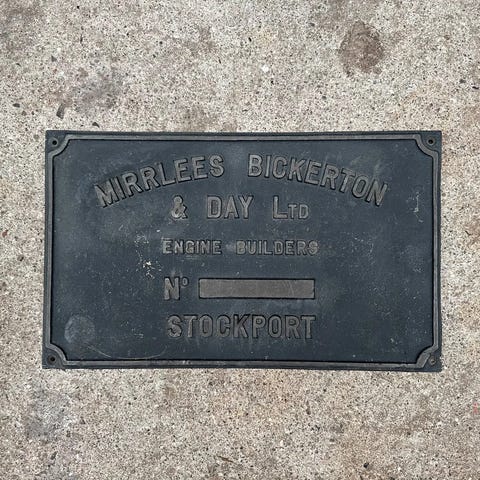 MIRRLEES BICKERTON
& DAY LTD
ENGINE BUILDERS
Nº
STOCKPORT